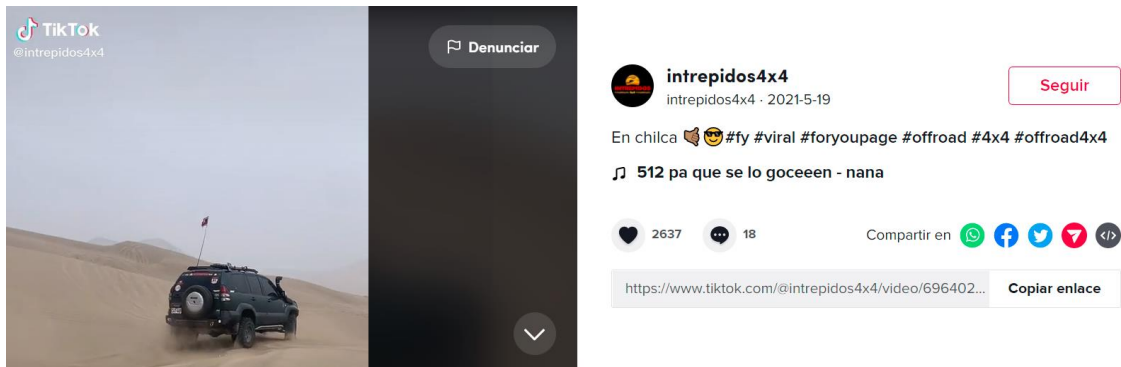 TikTok
@intrepidos4x4
Denunciar
intrepidos4x4
intrepidos4x4 · 2021-5-19
Seguir
En chilca 🤙🏽😎#fy #viral #foryoupage #offroad #4x4 #offroad4x4
♫ 512 pa que se lo goceeen - nana
2637
18
Compartir en
https://www.tiktok.com/@intrepidos4x4/video/696402...
Copiar enlace